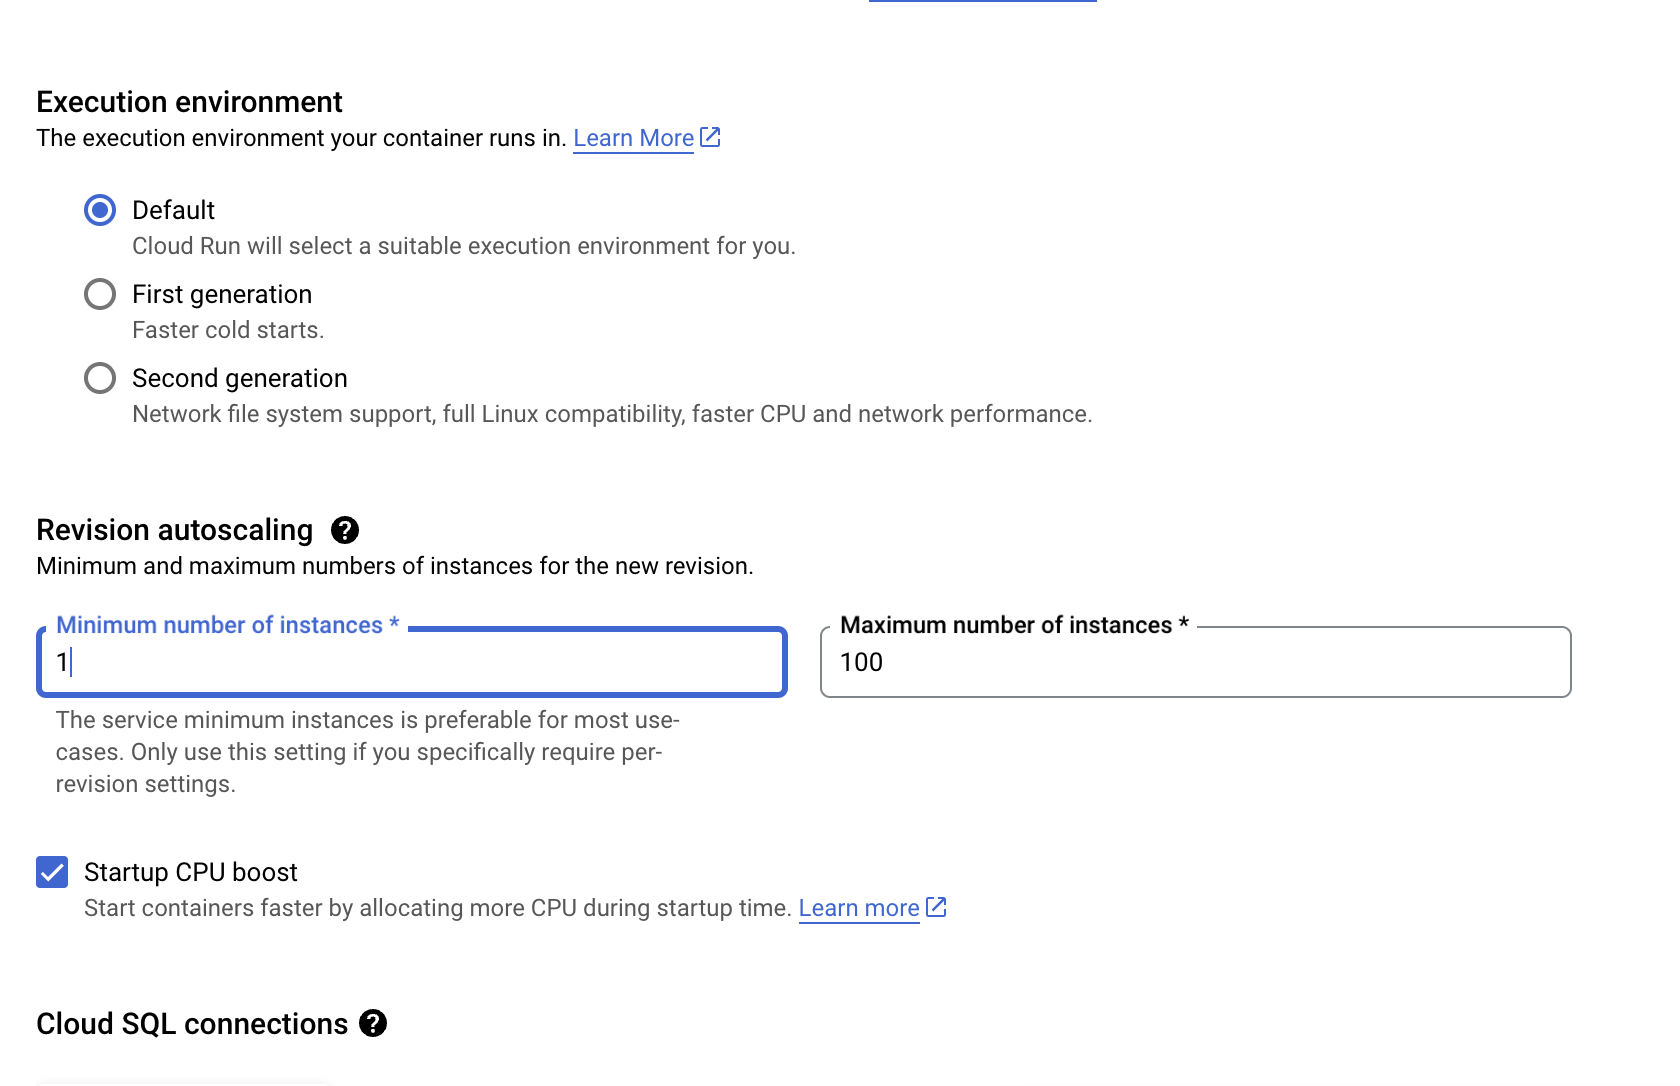 Execution environment
The execution environment your container runs in. Learn More
Default
Cloud Run will select a suitable execution environment for you.
First generation
Faster cold starts.
Second generation
Network file system support, full Linux compatibility, faster CPU and network performance.
Revision autoscaling
Minimum and maximum numbers of instances for the new revision.
Minimum number of instances *
1
Maximum number of instances *
100
The service minimum instances is preferable for most use-
cases. Only use this setting if you specifically require per-
revision settings.
Startup CPU boost
Start containers faster by allocating more CPU during startup time. Learn more
Cloud SQL connections